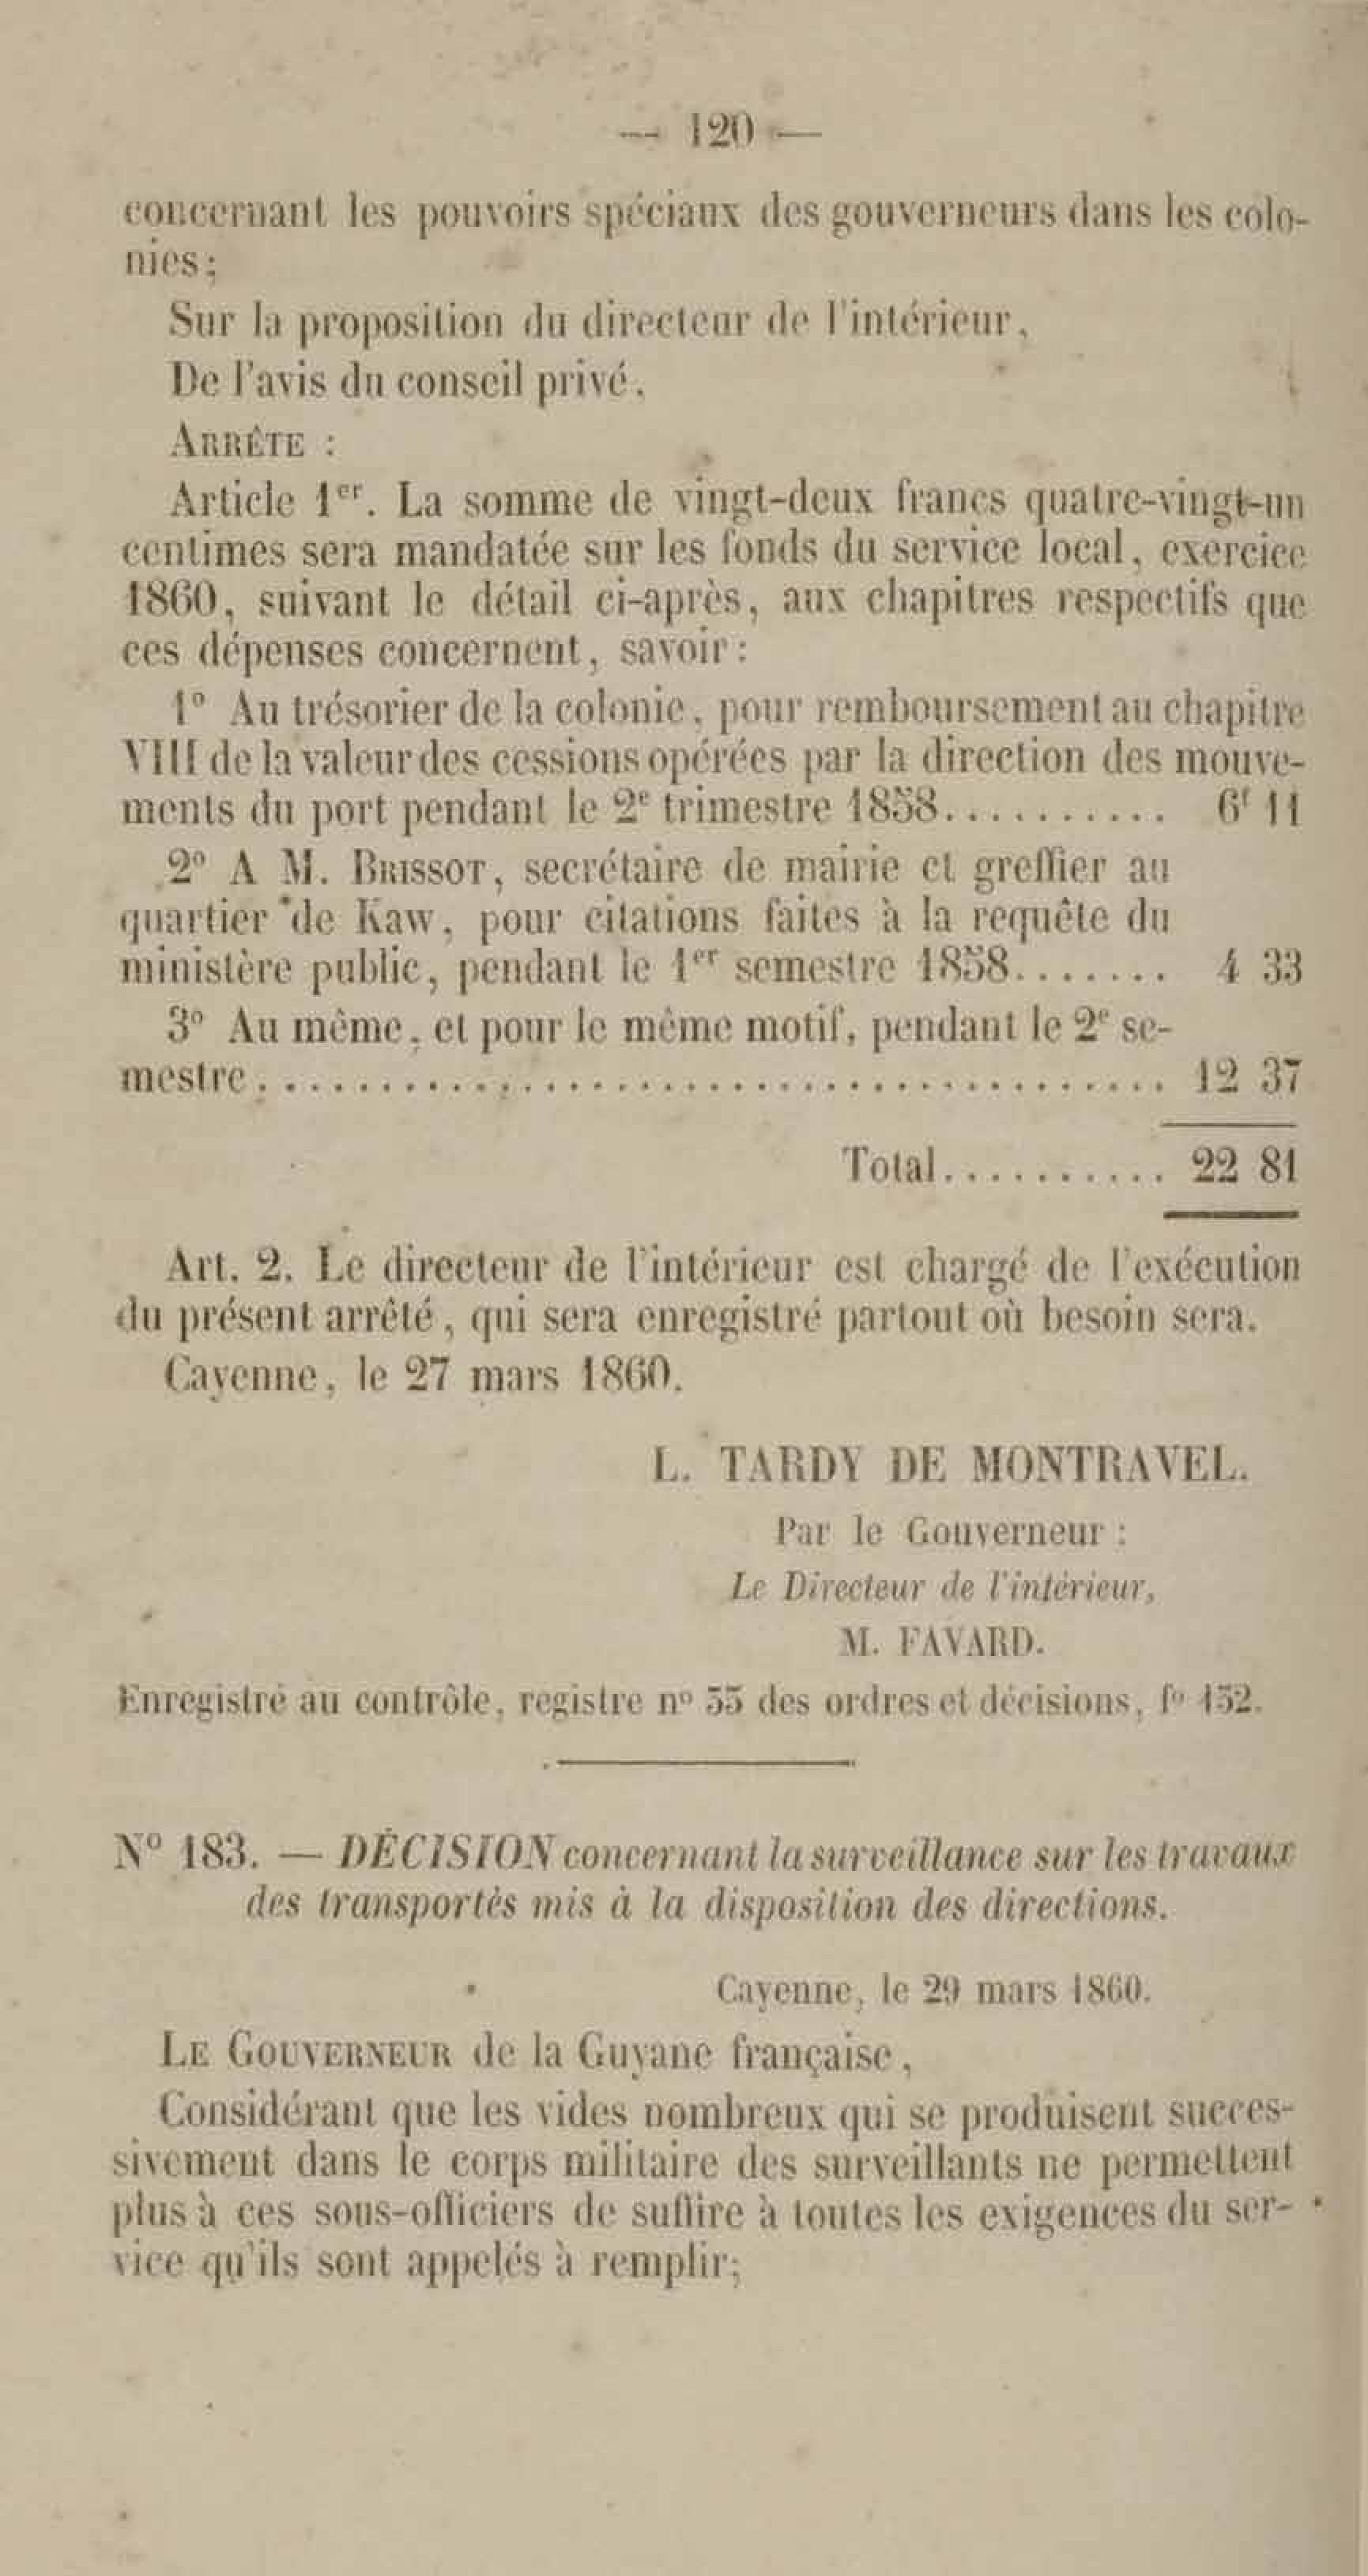 — 120 —
concernant les pouvoirs spéciaux des gouverneurs dans les colo-
nies;
Sur la proposition du directeur de l'intérieur,
De l'avis du conseil privé,
ARRÊTE :
Article 1er. La somme de vingt-deux francs quatre-vingt-un
centimes sera mandatée sur les fonds du service local, exercice
1860, suivant le détail ci-après, aux chapitres respectifs que
ces dépenses concernent, savoir:
1° Au trésorier de la colonie, pour remboursement au chapitre
VIII de la valeur des cessions opérées par la direction des mouve-
ments du port pendant le 2e trimestre 1858........... 6f 11
2° A M. BRISSOT, secrétaire de mairie et greffier au
quartier de Kaw, pour citations faites à la requête du
ministère public, pendant le 1er semestre 1858....... 4 33
3° Au même, et pour le même motif, pendant le 2e se-
mestre........................................ 12 37
Total........... 22 81
Art. 2. Le directeur de l'intérieur est chargé de l'exécution
du présent arrêté, qui sera enregistré partout où besoin sera.
Cayenne, le 27 mars 1860.
L. TARDY DE MONTRAVEL.
Par le Gouverneur :
Le Directeur de l'intérieur,
M. FAVARD.
Enregistré au contrôle, registre n° 55 des ordres et décisions, f° 152.
N° 183. — DÉCISION concernant la surveillance sur les travaux
des transportés mis à la disposition des directions.
Cayenne, le 29 mars 1860.
LE GOUVERNEUR de la Guyane française,
Considérant que les vides nombreux qui se produisent succes-
sivement dans le corps militaire des surveillants ne permettent
plus à ces sous-officiers de suffire à toutes les exigences du ser-
vice qu'ils sont appelés à remplir;